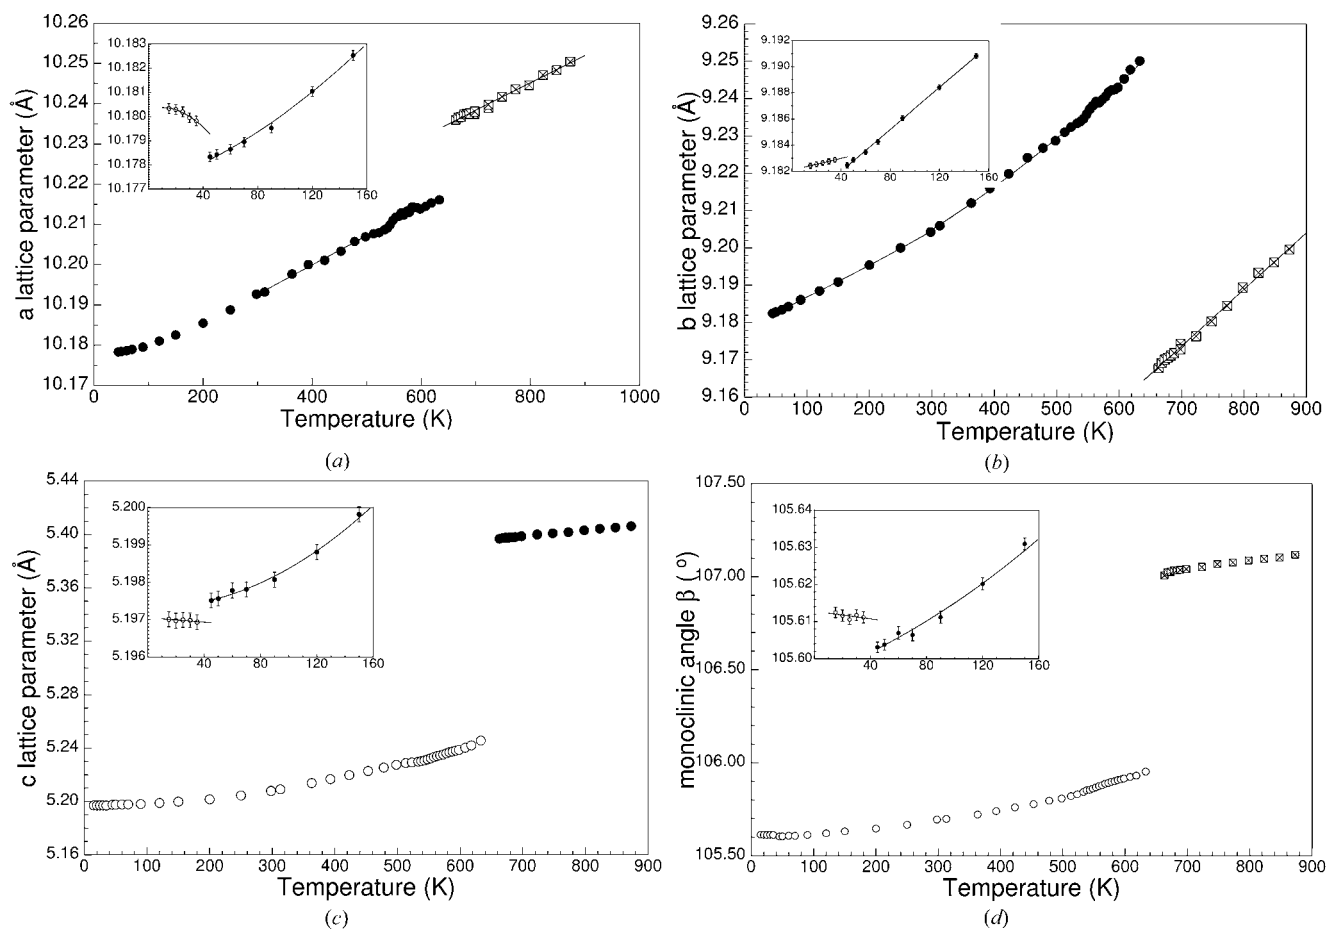 10.26
10.25
10.24
10.23
10.22
10.21
10.20
10.19
10.18
10.17
a lattice parameter (Å)
10.183
10.182
10.181
10.180
10.179
10.178
10.177
40 80 120 160
0 200 400 600 800 1000
Temperature (K)
(a)
9.26
9.25
9.24
9.23
9.22
9.21
9.20
9.19
9.18
9.17
9.16
b lattice parameter (Å)
9.192
9.190
9.188
9.186
9.184
9.182
0 40 80 120 160
0 100 200 300 400 500 600 700 800 900
Temperature (K)
(b)
5.44
5.40
5.36
5.32
5.28
5.24
5.20
5.16
c lattice parameter (Å)
5.200
5.199
5.198
5.197
5.196
40 80 120 160
0 100 200 300 400 500 600 700 800 900
Temperature (K)
(c)
107.50
107.00
106.50
106.00
105.50
monoclinic angle β ( º)
105.64
105.63
105.62
105.61
105.60
0 40 80 120 160
0 100 200 300 400 500 600 700 800 900
Temperature (K)
(d)